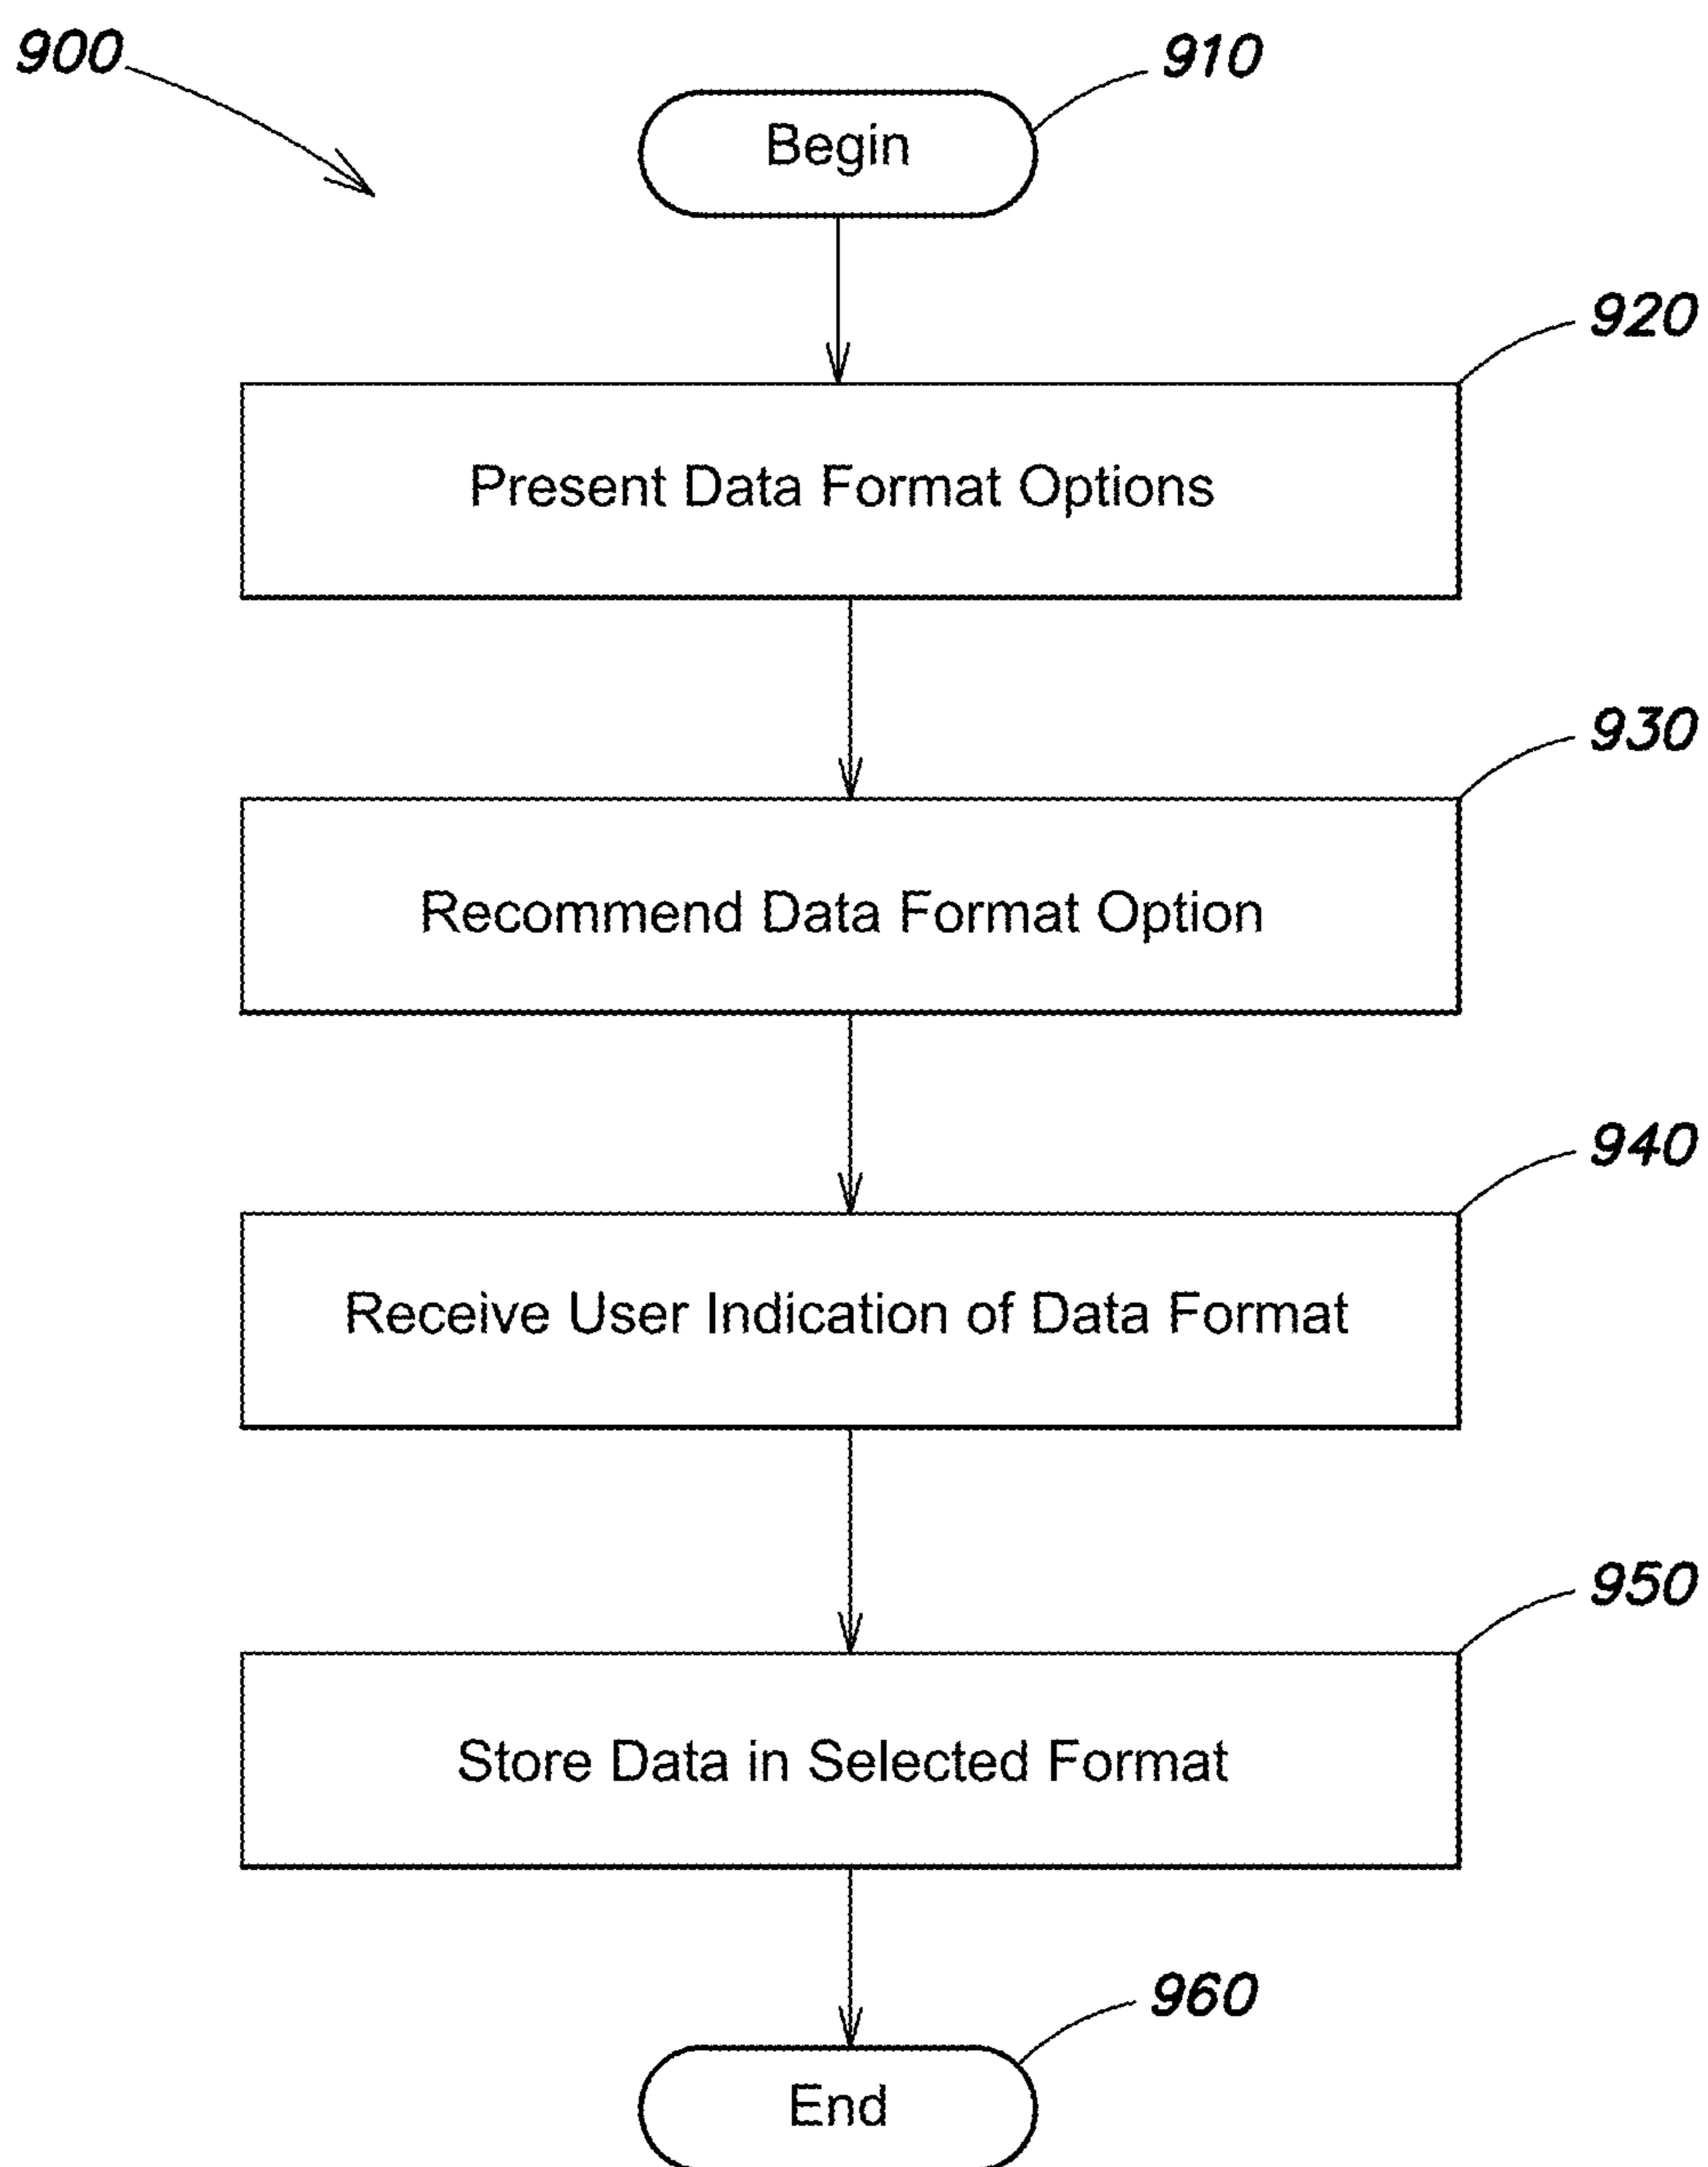 900
910
Begin
920
Present Data Format Options
930
Recommend Data Format Option
940
Receive User Indication of Data Format
950
Store Data in Selected Format
960
End